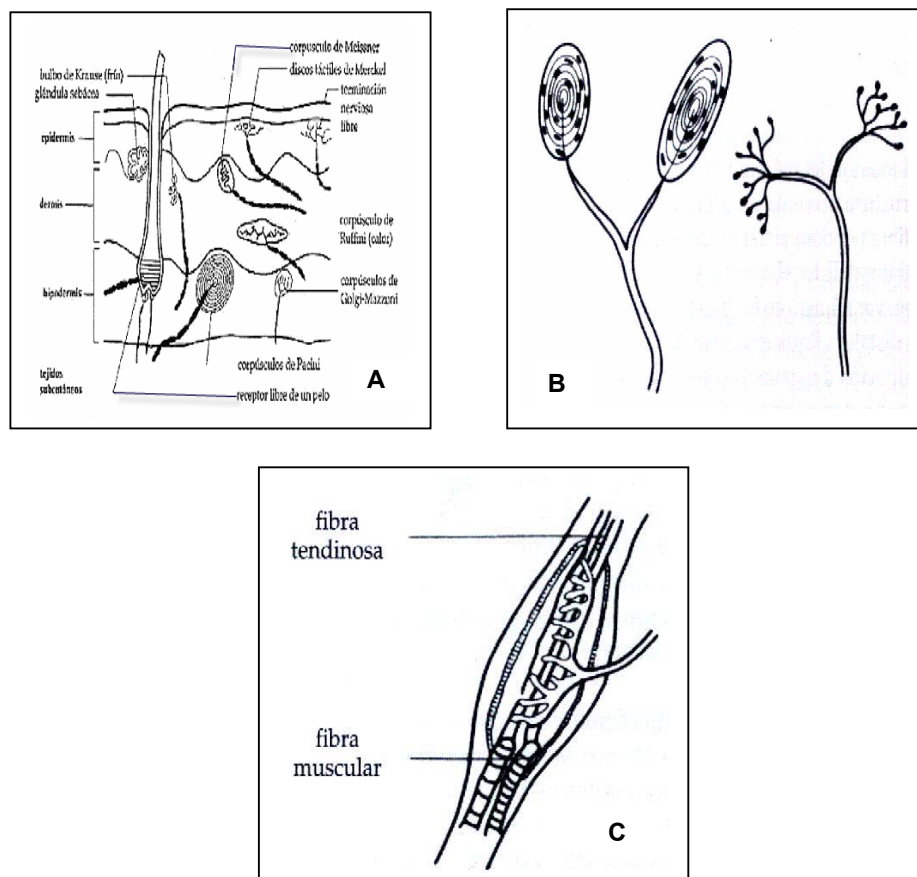 corpusculo de Meissner
discos táctiles de Merckel
terminación
nerviosa
libre
bulbo de Krause (frío)
glándula sebácea
epidermis
dermis
hipodermis
tejidos
subcutáneos
corpúsculo de
Ruffini (calor)
corpúsculos de
Golgi-Mazzoni
corpúsculos de Pacini
receptor libre de un pelo
A
B
fibra
tendinosa
fibra
muscular
C